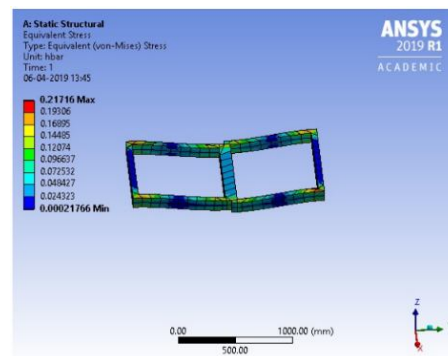 A: Static Structural
Equivalent Stress
Type: Equivalent (von-Mises) Stress
Unit: hbar
Time: 1
06-04-2019 13:45
ANSYS
2019 R1
ACADEMIC
0.21716 Max
0.19306
0.16895
0.14485
0.12074
0.096637
0.072532
0.048427
0.024323
0.00021766 Min
0.00
1000.00 (mm)
500.00
Z
X